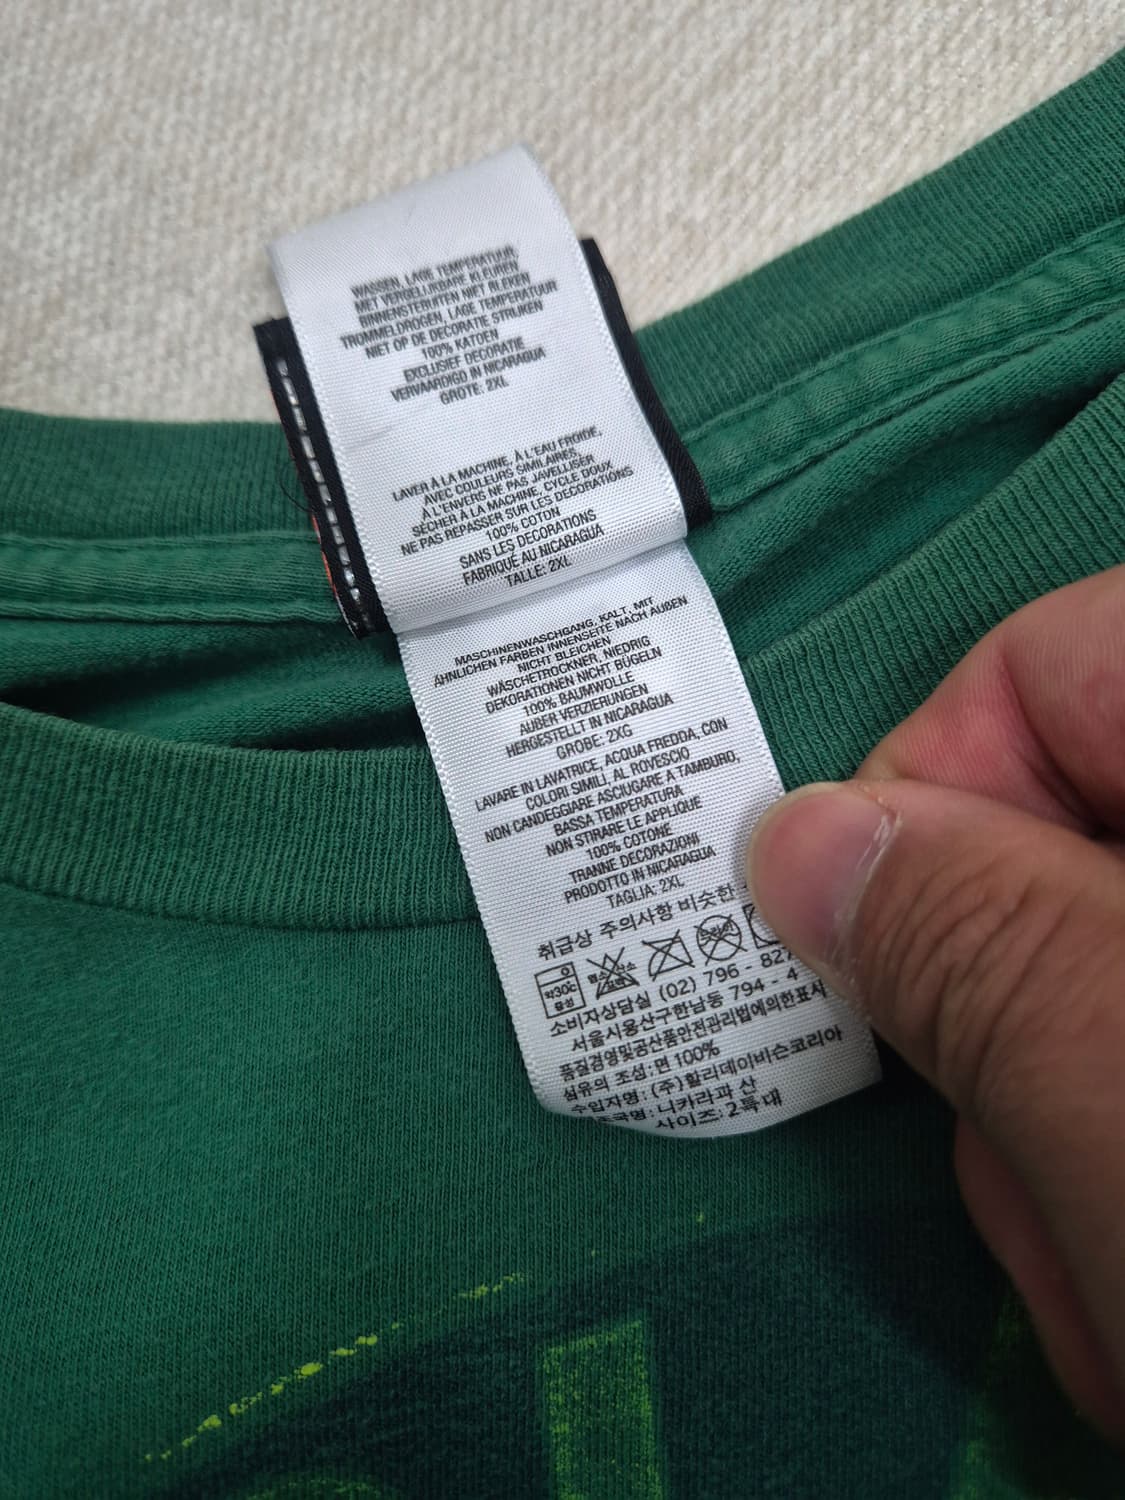 WASSEN, LAGE TEMPERATUUR
MET VERGELIJKBARE KLEUREN
BINNENSTEBUITEN NIET BLEKEN
TROMMELDROGEN, LAGE TEMPERATUUR
NIET OP DE DECORATIE STRIJKEN
100% KATOEN
EXCLUSIEF DECORATIE
VERVAARDIGD IN NICARAGUA
GROTE: 2XL
LAVER À LA MACHINE, À L'EAU FROIDE,
AVEC COULEURS SIMILAIRES,
À L'ENVERS NE PAS JAVELLISER
SÉCHER À LA MACHINE, CYCLE DOUX
NE PAS REPASSER SUR LES DÉCORATIONS
100% COTON
SANS LES DÉCORATIONS
FABRIQUÉ AU NICARAGUA
TALLE: 2XL
MASCHINENWASCHGANG, KALT, MIT
ÄHNLICHEN FARBEN INNENSEITE NACH AUßEN
NICHT BLEICHEN
WÄSCHETROCKNER, NIEDRIG
DEKORATIONEN NICHT BÜGELN
100% BAUMWOLLE
AUßER VERZIERUNGEN
HERGESTELLT IN NICARAGUA
GROBE: 2XG
LAVARE IN LAVATRICE, ACQUA FREDDA, CON
COLORI SIMILI, AL ROVESCIO
NON CANDEGGIARE ASCIUGARE A TAMBURO,
BASSA TEMPERATURA
NON STIRARE LE APPLIQUE
100% COTONE
TRANNE DECORAZIONI
PRODOTTO IN NICARAGUA
TAGLIA: 2XL
취급상 주의사항 비슷한
약30℃
중성
소비자상담실 (02) 796 - 827
서울시용산구한남동 794 - 4
품질경영및공산품안전관리법에의한표시
섬유의 조성: 면 100%
수입자명: (주)할리데이비슨코리아
국명: 니카라과 산
사이즈: 2특대